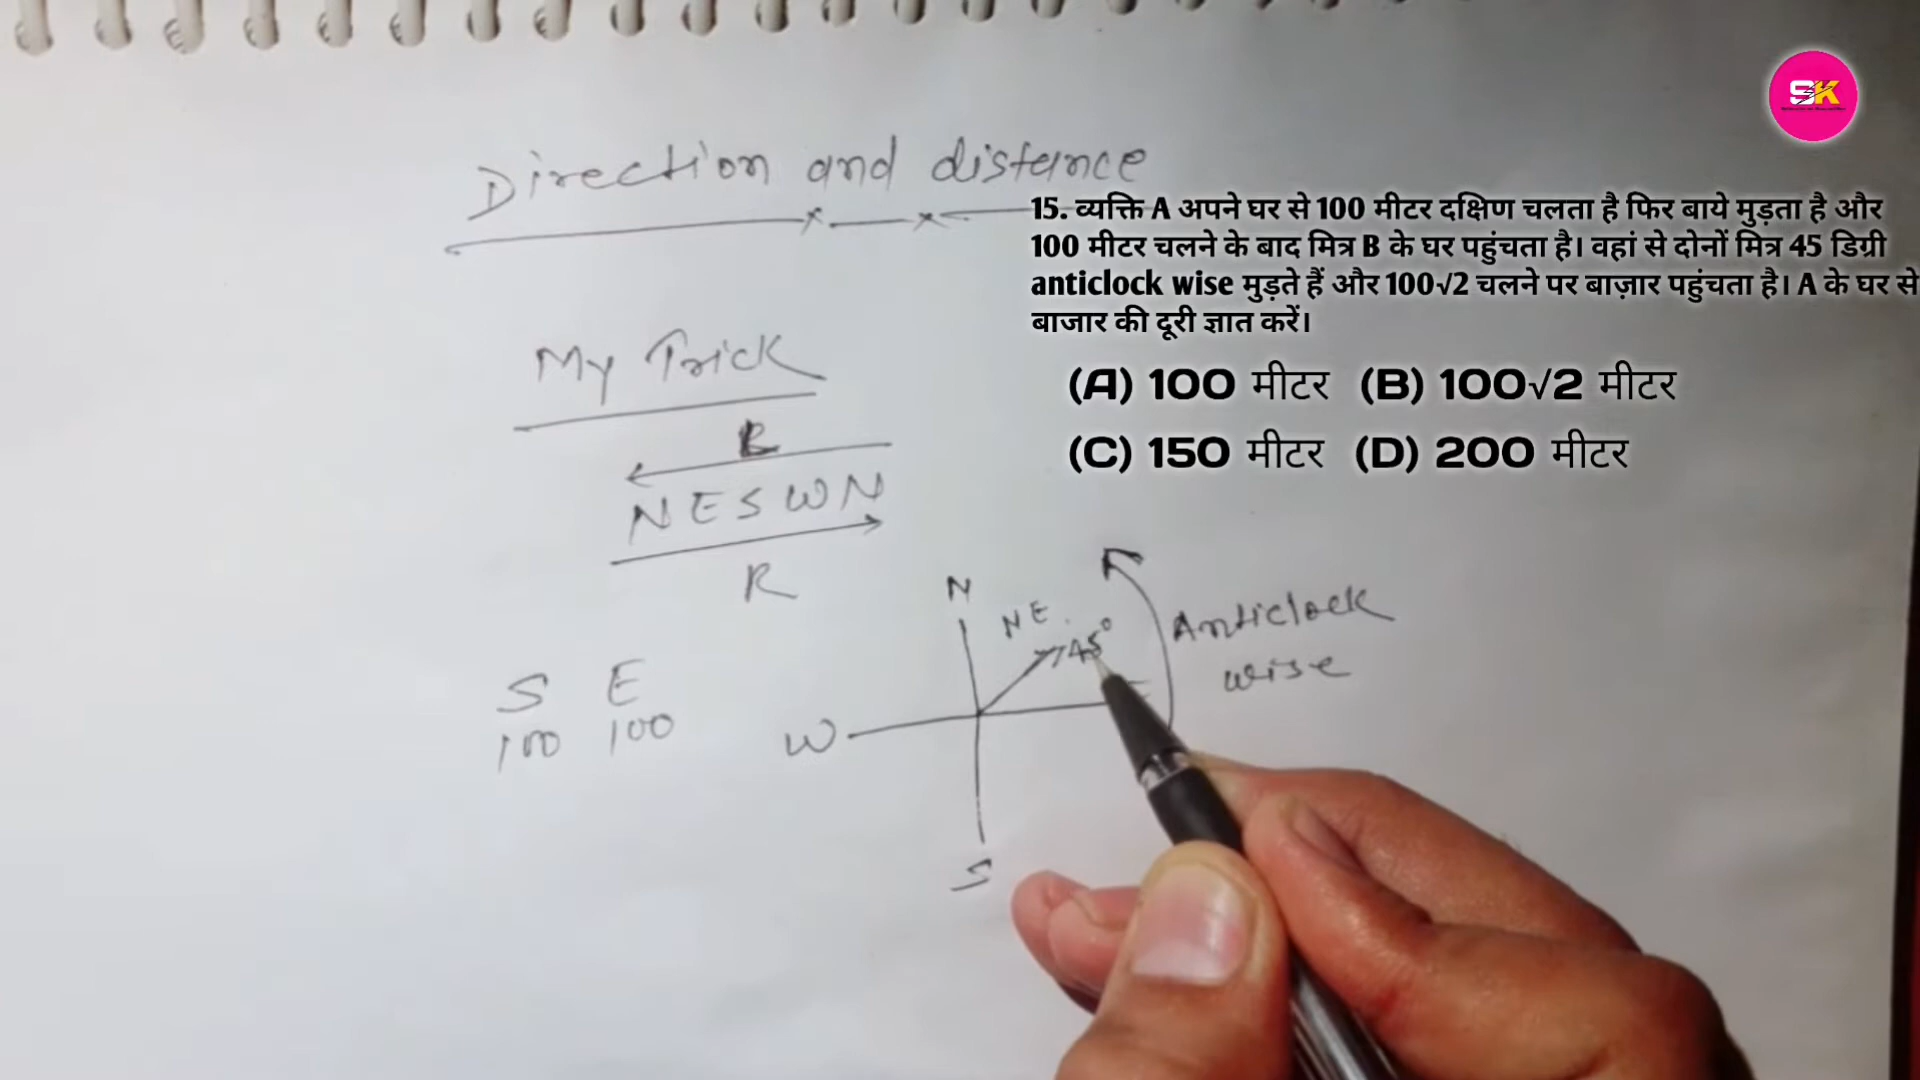 SK
Direction and distance
15. व्यक्ति A अपने घर से 100 मीटर दक्षिण चलता है फिर बाये मुड़ता है और
100 मीटर चलने के बाद मित्र B के घर पहुंचता है। वहां से दोनों मित्र 45 डिग्री
anticlock wise मुड़ते हैं और 100√2 चलने पर बाज़ार पहुंचता है। A के घर से
बाजार की दूरी ज्ञात करें।
(A) 100 मीटर (B) 100√2 मीटर
(C) 150 मीटर (D) 200 मीटर
My Trick
L
N E S W N
R
N
NE
45°
Anticlock
wise
S E
100 100
W
S